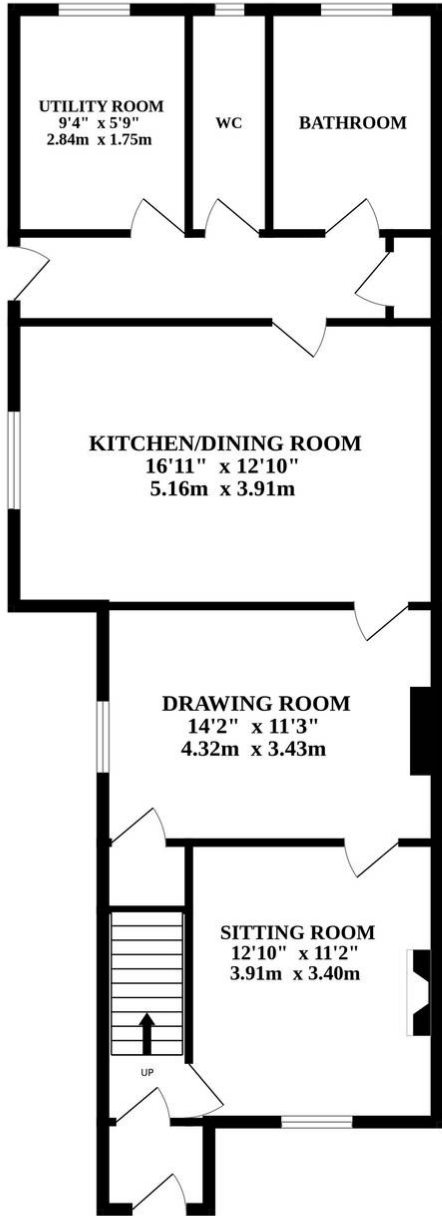 UTILITY ROOM
9'4" x 5'9"
2.84m x 1.75m
WC
BATHROOM
KITCHEN/DINING ROOM
16'11" x 12'10"
5.16m x 3.91m
DRAWING ROOM
14'2" x 11'3"
4.32m x 3.43m
SITTING ROOM
12'10" x 11'2"
3.91m x 3.40m
UP